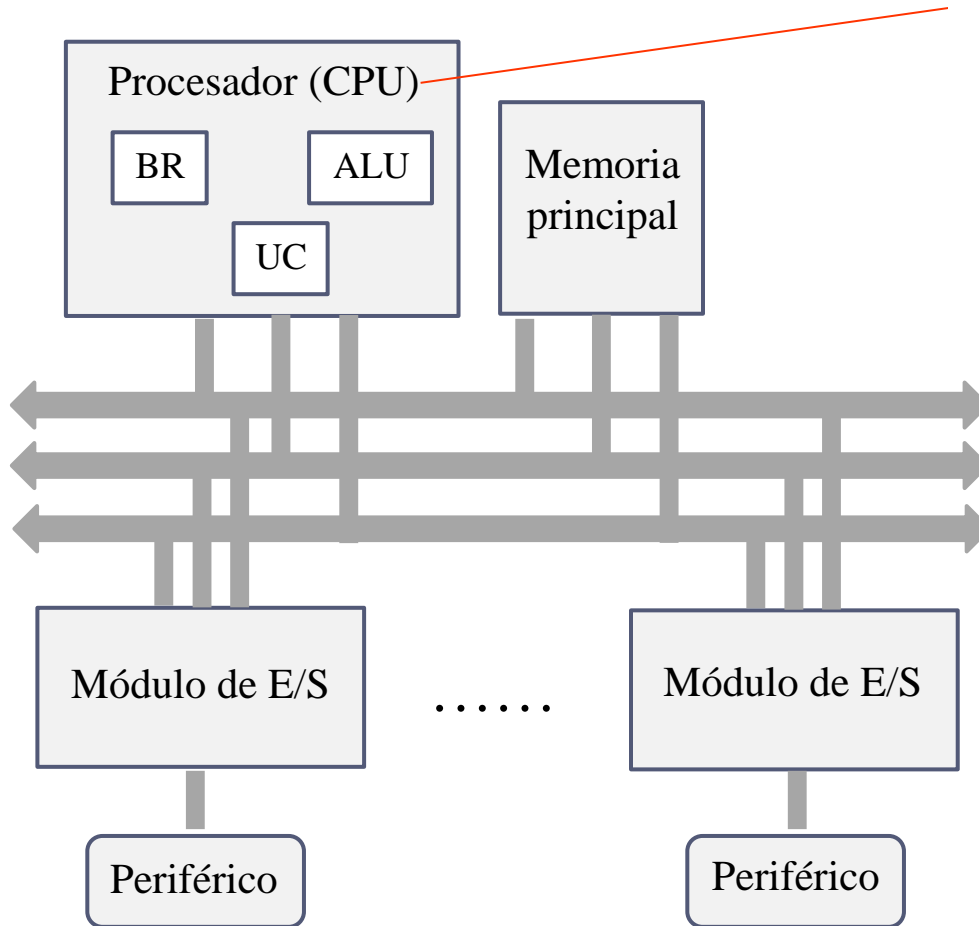 Procesador (CPU)
BR
ALU
UC
Memoria
principal
Módulo de E/S
......
Módulo de E/S
Periférico
Periférico